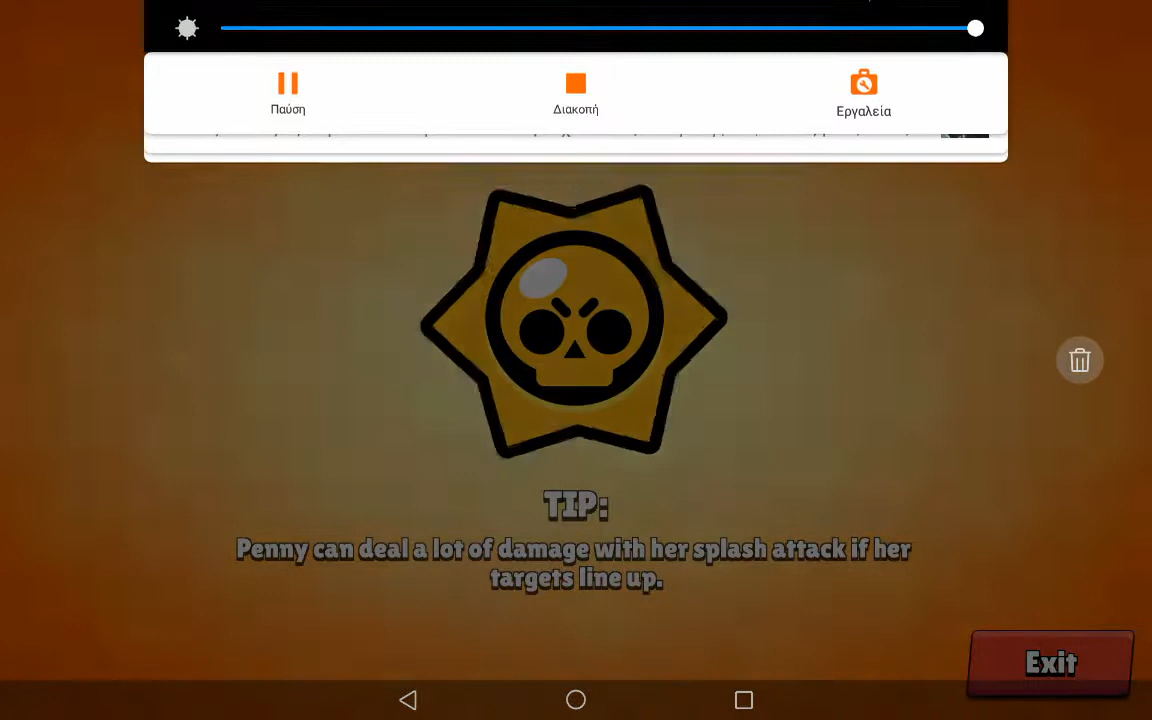 Παύση
Διακοπή
Εργαλεία
TIP:
Penny can deal a lot of damage with her splash attack if her
targets line up.
Exit